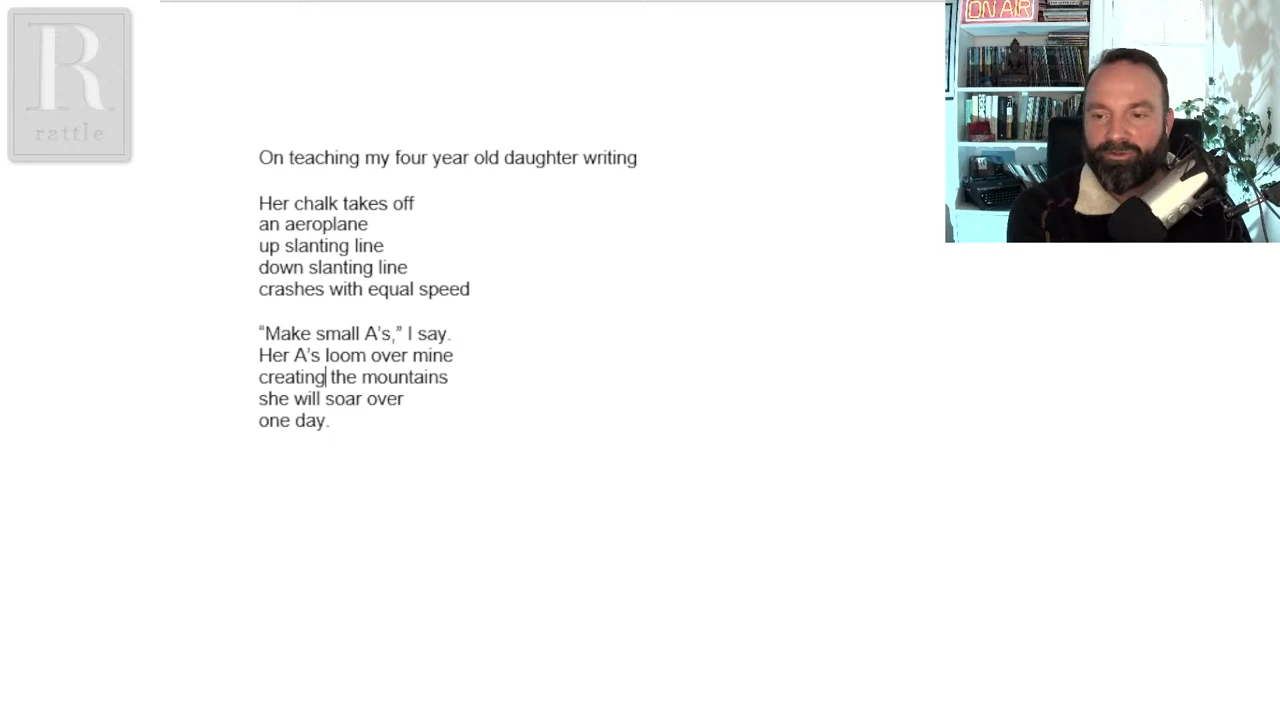 R
rattle
ON AIR
On teaching my four year old daughter writing
Her chalk takes off
an aeroplane
up slanting line
down slanting line
crashes with equal speed
“Make small A’s,” I say.
Her A’s loom over mine
creating the mountains
she will soar over
one day.